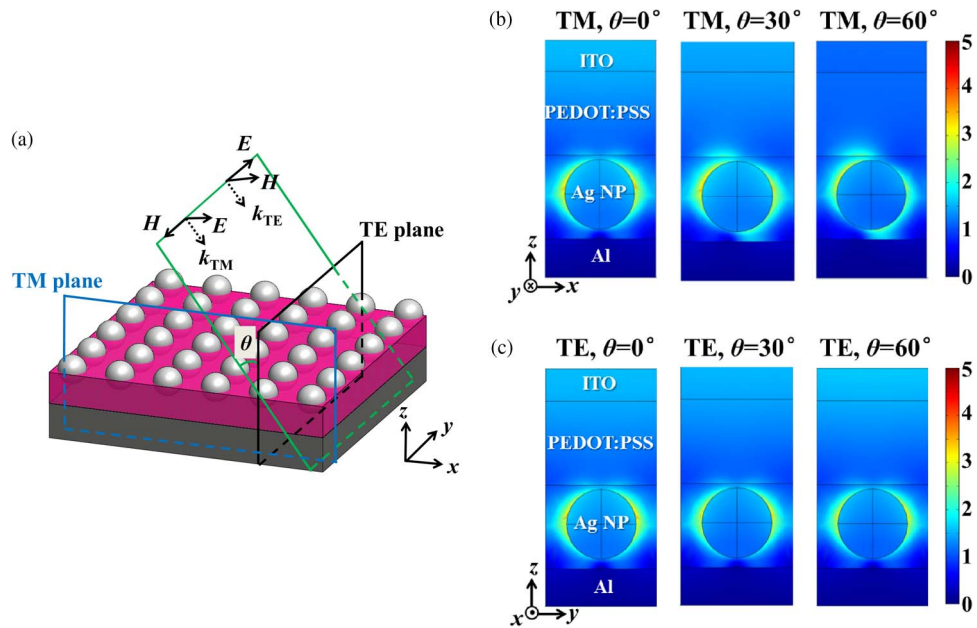 (a)
E
H
k_TE
H
E
k_TM
TE plane
TM plane
θ
z
y
x
(b)
TM, θ=0°
TM, θ=30°
TM, θ=60°
ITO
PEDOT:PSS
Ag NP
Al
z
y
x
5
4
3
2
1
0
(c)
TE, θ=0°
TE, θ=30°
TE, θ=60°
ITO
PEDOT:PSS
Ag NP
Al
z
x
y
5
4
3
2
1
0